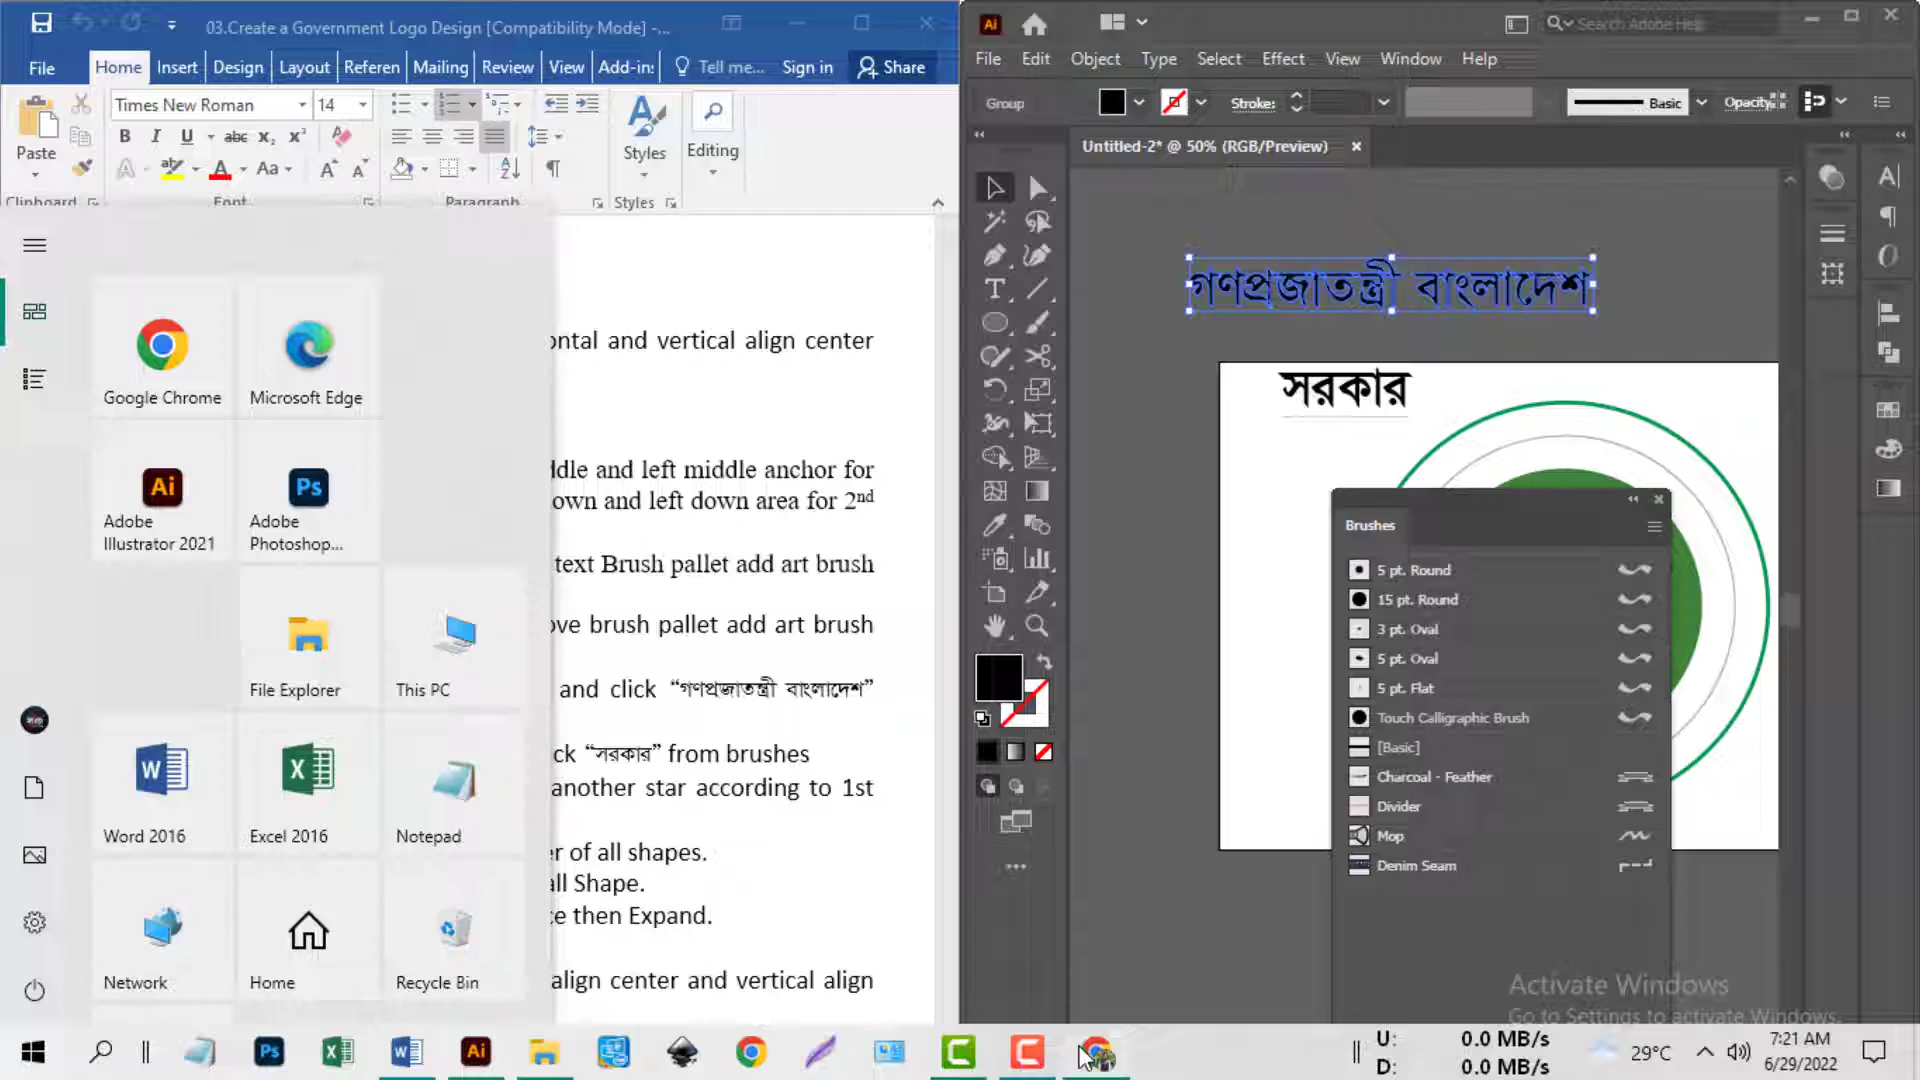 03.Create a Government Logo Design [Compatibility Mode] -...
File
Home
Insert
Design
Layout
Referen
Mailing
Review
View
Add-in:
Tell me...
Sign in
Share
Times New Roman
14
Paste
Styles
Editing
Clipboard
Font
Paragraph
Styles
Google Chrome
Microsoft Edge
Adobe
Illustrator 2021
Adobe
Photoshop...
File Explorer
This PC
Word 2016
Excel 2016
Notepad
Network
Home
Recycle Bin
ontal and vertical align center
ddle and left middle anchor for
own and left down area for 2nd
text Brush pallet add art brush
ove brush pallet add art brush
and click “গণপ্রজাতন্ত্রী বাংলাদেশ”
ck “সরকার” from brushes
another star according to 1st
er of all shapes.
all Shape.
e then Expand.
align center and vertical align
Ai
Search Adobe Help
File
Edit
Object
Type
Select
Effect
View
Window
Help
Group
Stroke:
Basic
Opacity
Untitled-2* @ 50% (RGB/Preview)
গণপ্রজাতন্ত্রী বাংলাদেশ
সরকার
Brushes
5 pt. Round
15 pt. Round
3 pt. Oval
5 pt. Oval
5 pt. Flat
Touch Calligraphic Brush
[Basic]
Charcoal - Feather
Divider
Mop
Denim Seam
Activate Windows
Go to Settings to activate Windows.
U: 0.0 MB/s
D: 0.0 MB/s
29°C
7:21 AM
6/29/2022